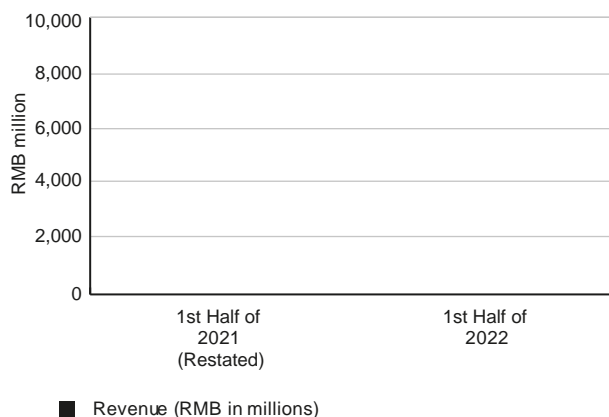 RMB million
10,000
8,000
6,000
4,000
2,000
0
1st Half of
2021
(Restated)
1st Half of
2022
Revenue (RMB in millions)